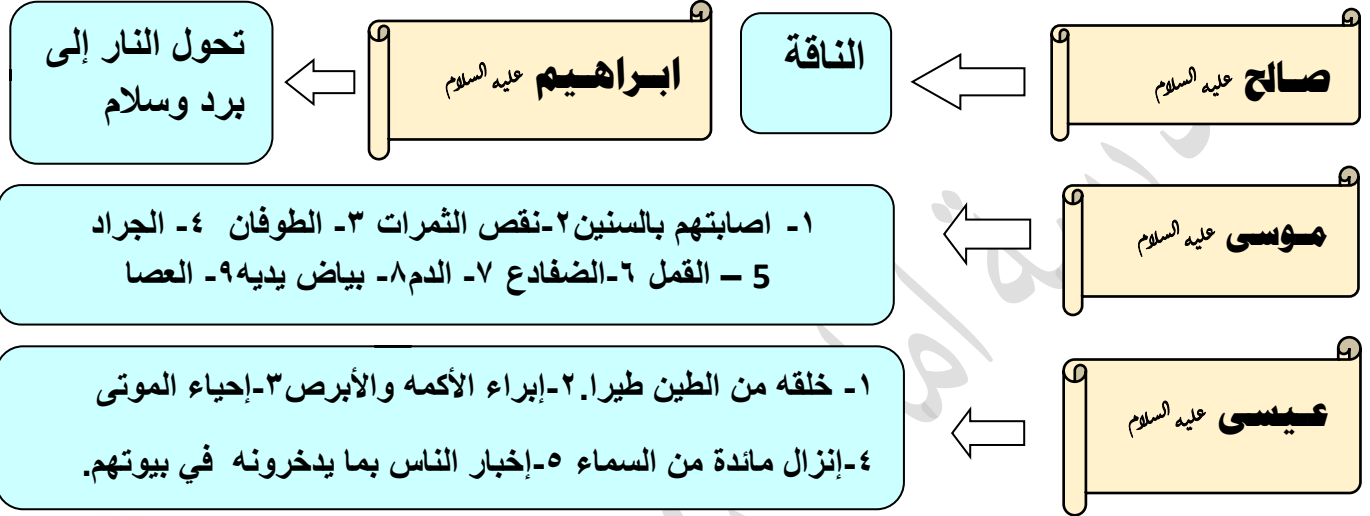 صالح عليه السلام
الناقة
ابراهيم عليه السلام
تحول النار إلى
برد وسلام
موسى عليه السلام
١- اصابتهم بالسنين٢-نقص الثمرات ٣- الطوفان ٤- الجراد
5 – القمل ٦-الضفادع ٧- الدم٨- بياض يديه٩- العصا
عيسى عليه السلام
١- خلقه من الطين طيرا.٢-إبراء الأكمه والأبرص٣-إحياء الموتى
٤-إنزال مائدة من السماء ٥-إخبار الناس بما يدخرونه في بيوتهم.